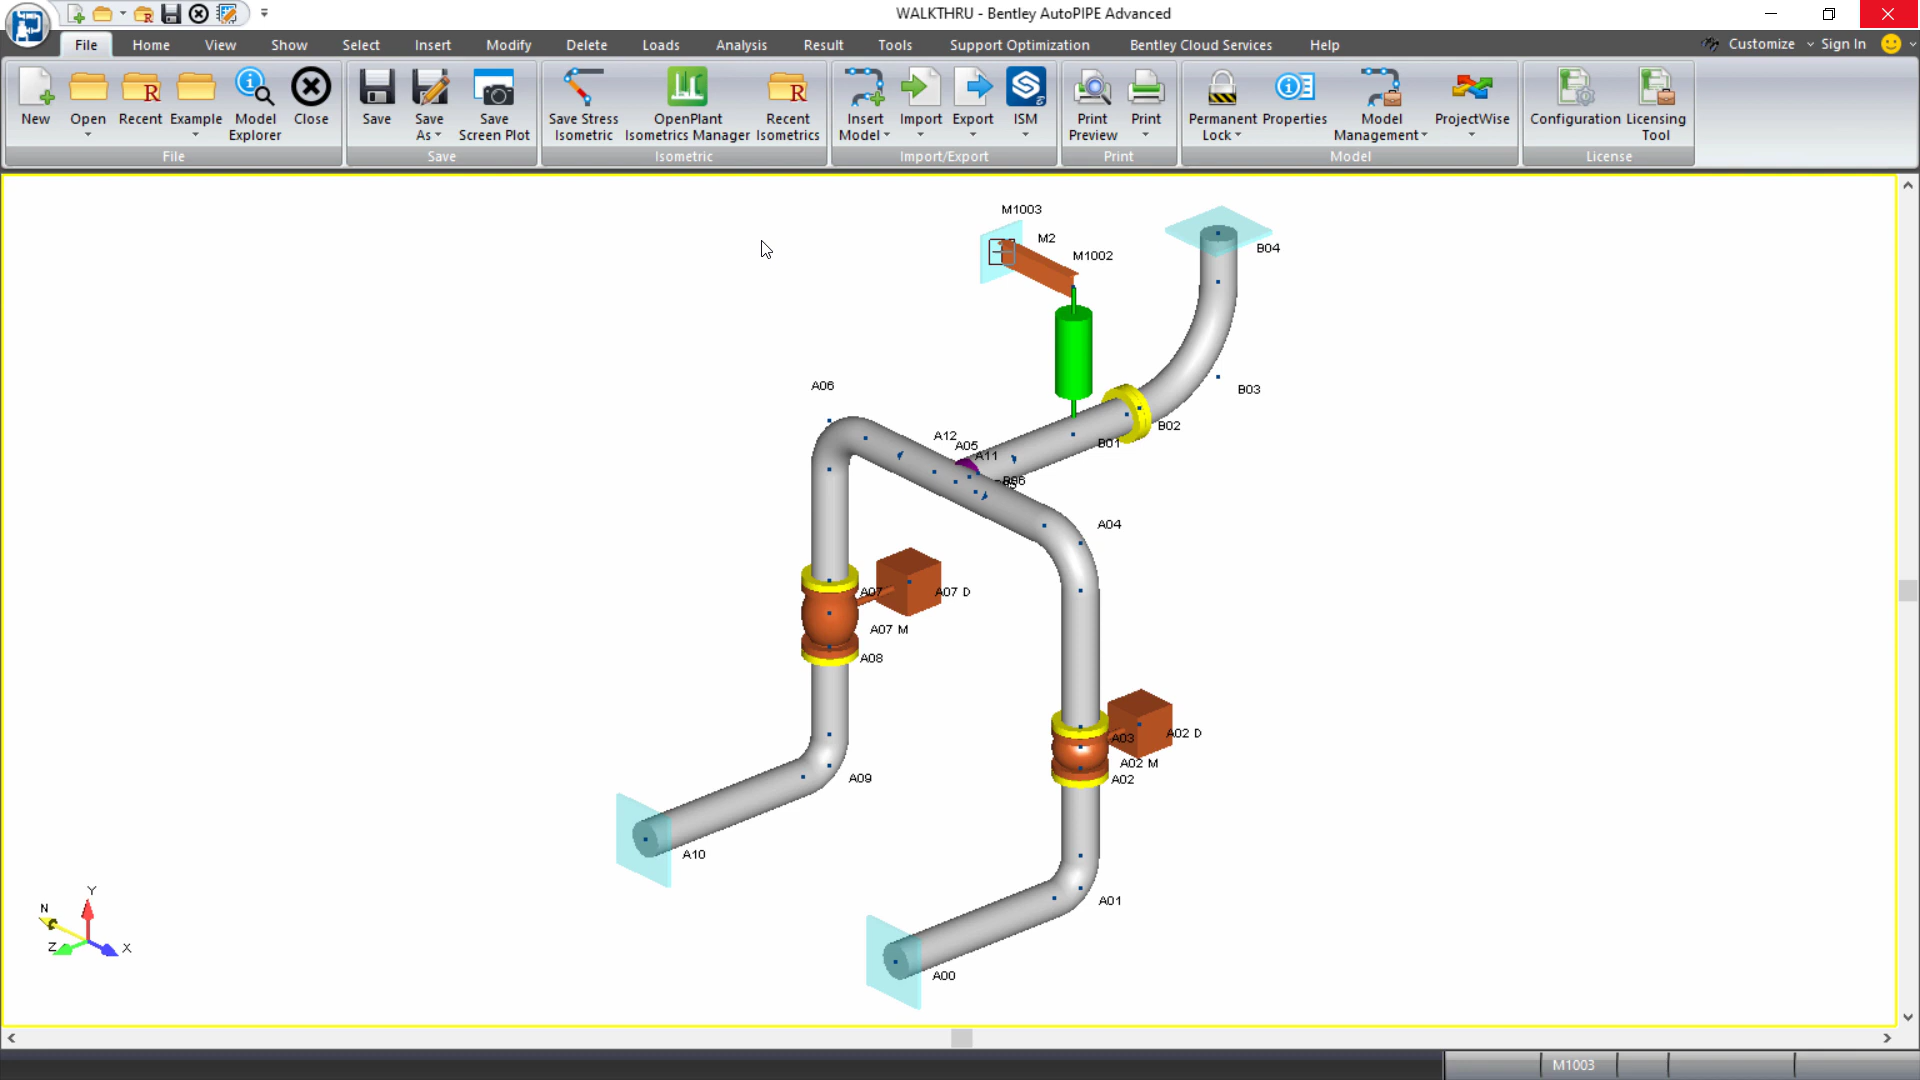 WALKTHRU - Bentley AutoPIPE Advanced
File Home View Show Select Insert Modify Delete Loads Analysis Result Tools Support Optimization Bentley Cloud Services Help Customize Sign In
New Open Recent Example Model Explorer Close Save Save As Save Screen Plot Save Stress Isometric OpenPlant Isometrics Manager Recent Isometrics Insert Model Import Export ISM Print Preview Print Permanent Lock Properties Model Management ProjectWise Configuration Licensing Tool
File Save Isometric Import/Export Print Model License
M1003
M2
B04
M1002
A06
B03
B02
A12
A05
B01
A11
B06
A04
A07
A07 D
A07 M
A08
A02 D
A03
A02 M
A09
A02
A10
Y
A01
N
Z
X
A00
M1003